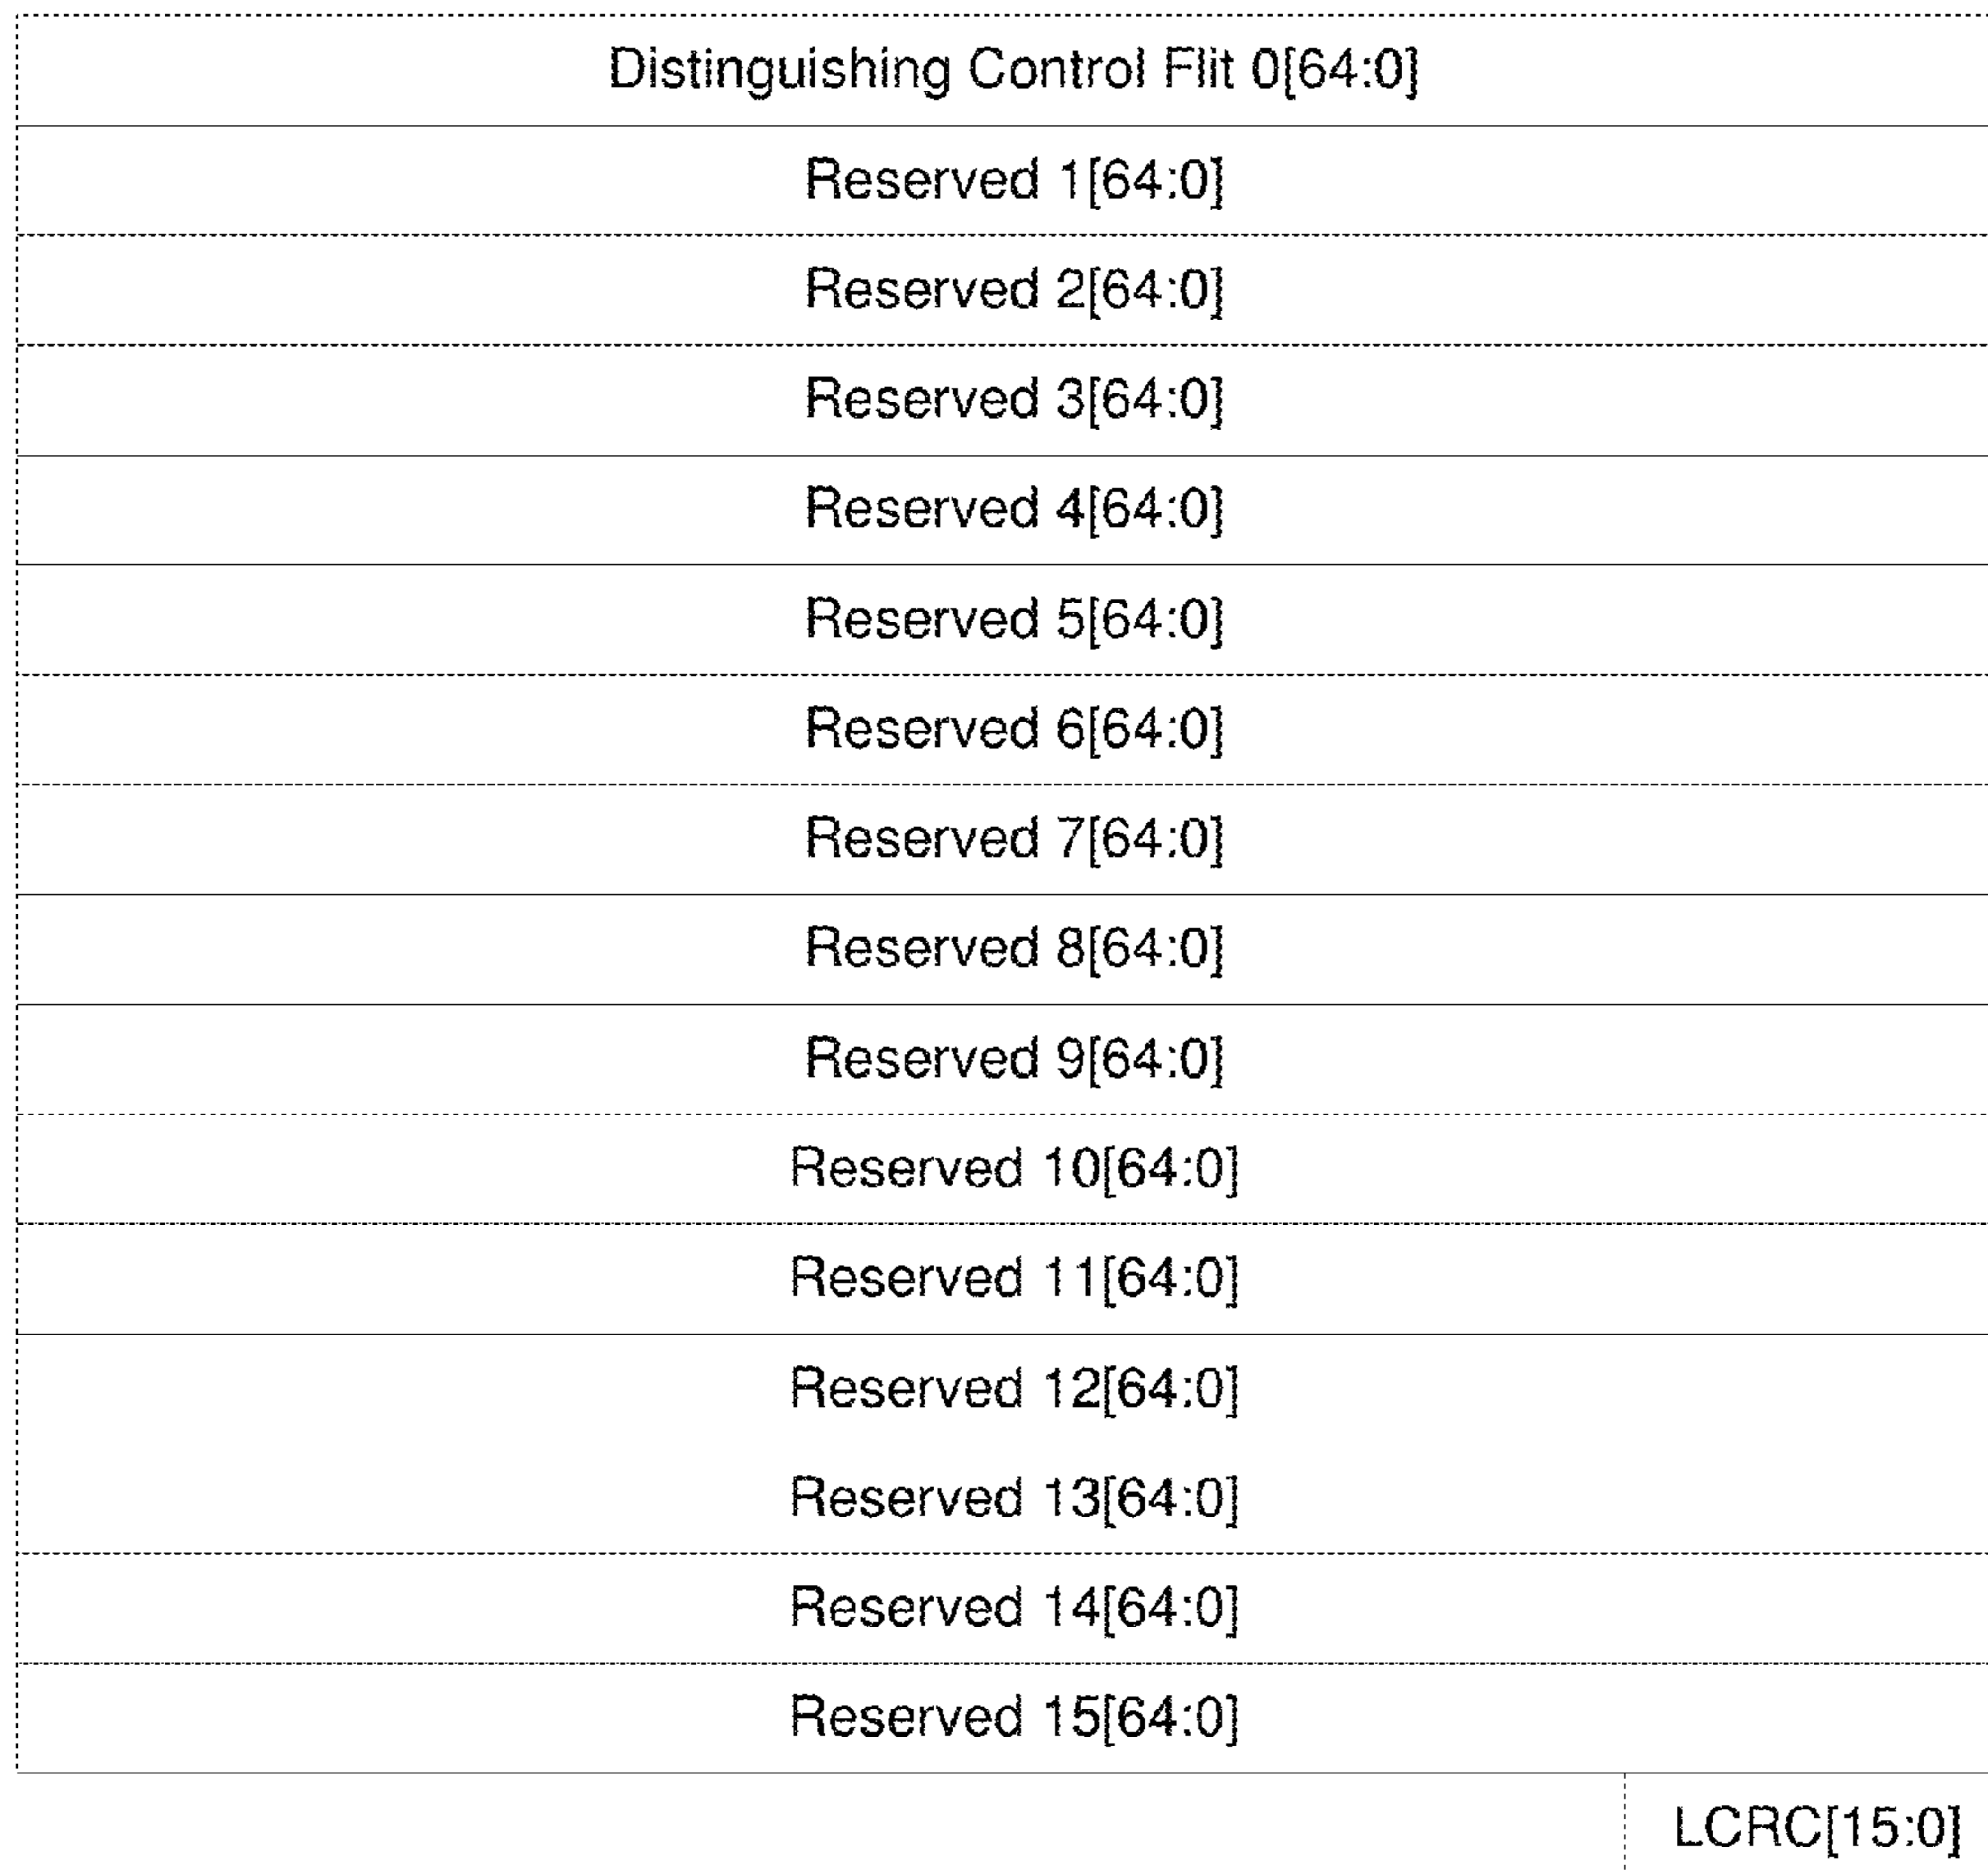 Distinguishing Control Flit 0[64:0]
Reserved 1[64:0]
Reserved 2[64:0]
Reserved 3[64:0]
Reserved 4[64:0]
Reserved 5[64:0]
Reserved 6[64:0]
Reserved 7[64:0]
Reserved 8[64:0]
Reserved 9[64:0]
Reserved 10[64:0]
Reserved 11[64:0]
Reserved 12[64:0]
Reserved 13[64:0]
Reserved 14[64:0]
Reserved 15[64:0]
LCRC[15:0]